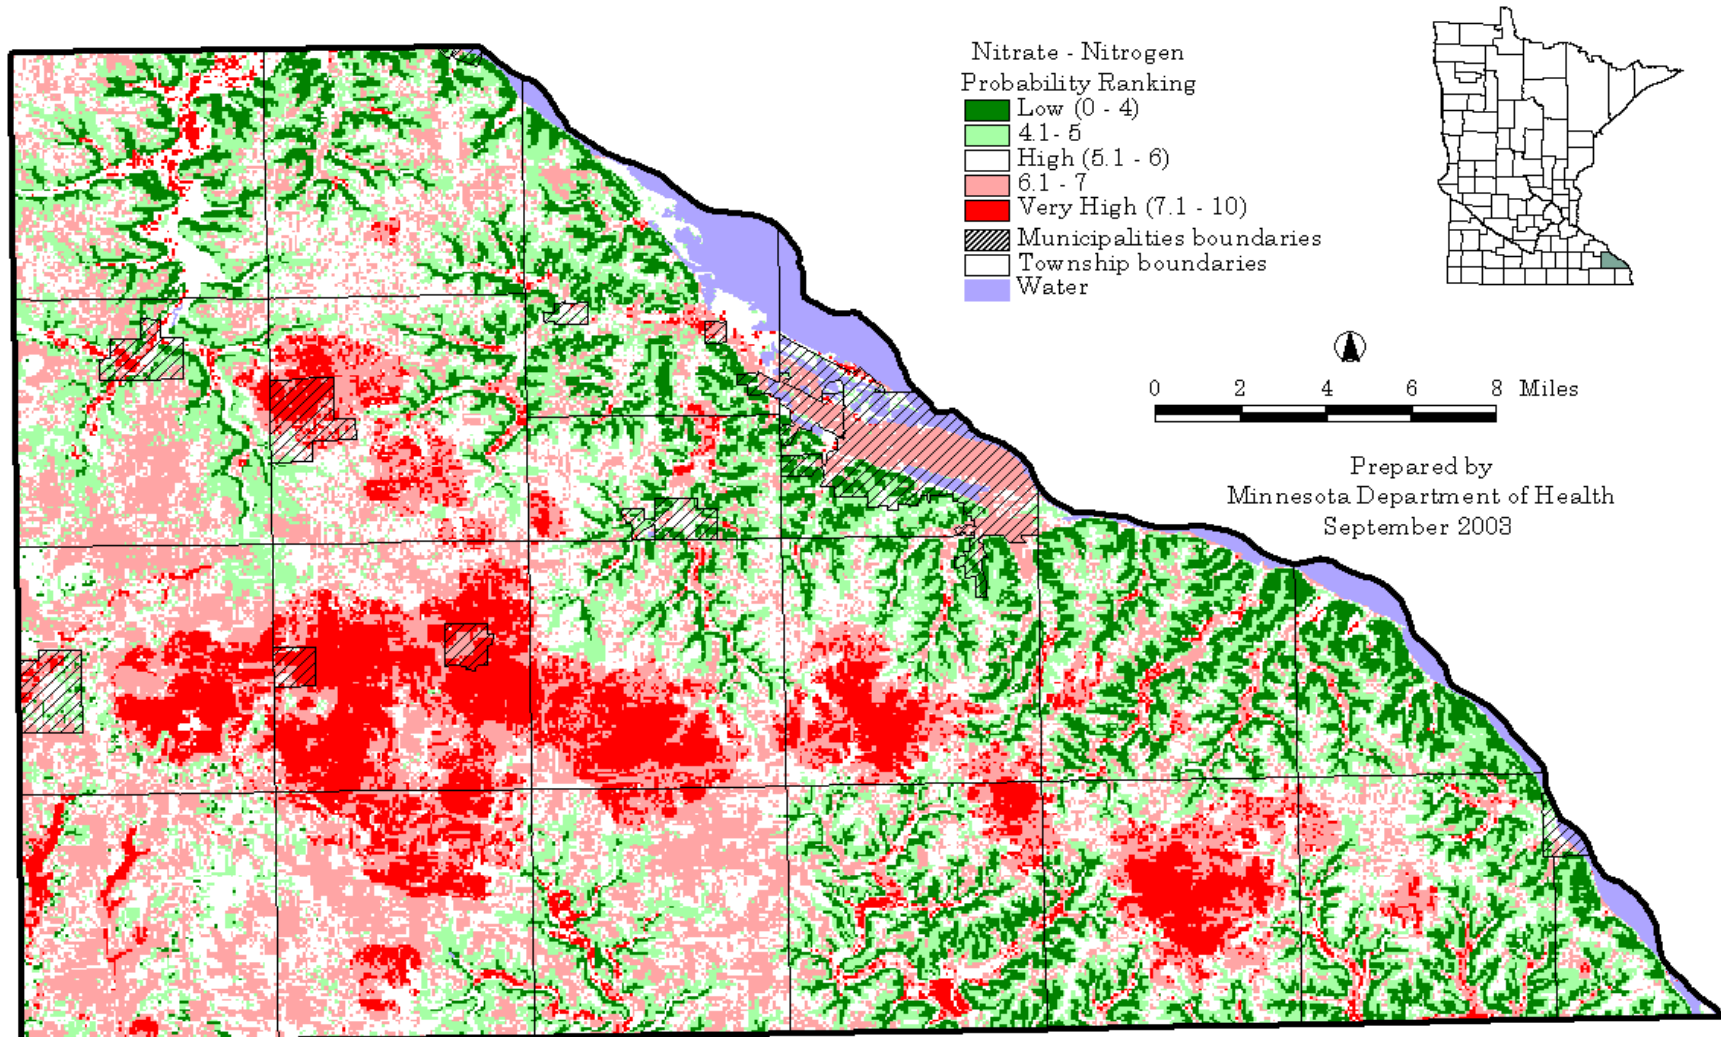 Nitrate - Nitrogen
Probability Ranking
Low (0 - 4)
4.1 - 5
High (5.1 - 6)
6.1 - 7
Very High (7.1 - 10)
Municipalities boundaries
Township boundaries
Water
0 2 4 6 8 Miles
Prepared by
Minnesota Department of Health
September 2003